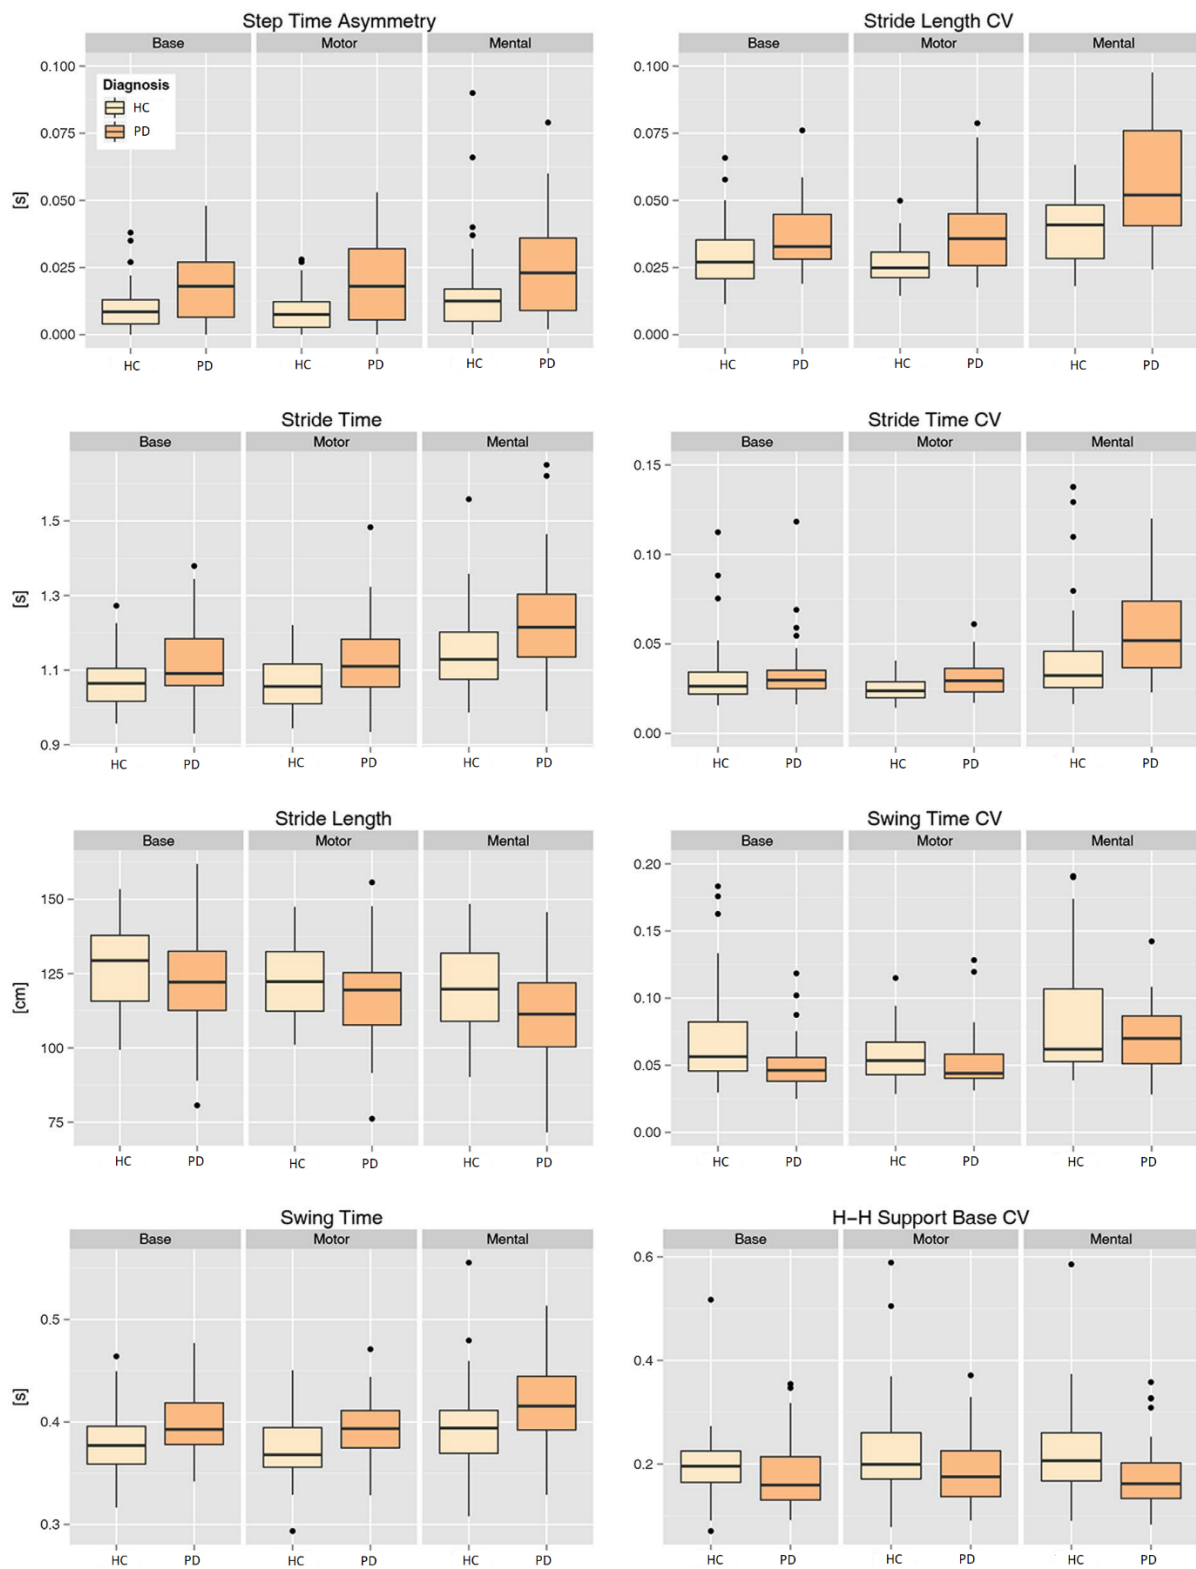 Step Time Asymmetry
Base Motor Mental
0.100
0.075
0.050
0.025
0.000
[s]
Diagnosis
HC
PD
HC PD HC PD HC PD
Stride Length CV
Base Motor Mental
0.100
0.075
0.050
0.025
0.000
HC PD HC PD HC PD
Stride Time
Base Motor Mental
1.5
1.3
1.1
0.9
[s]
HC PD HC PD HC PD
Stride Time CV
Base Motor Mental
0.15
0.10
0.05
0.00
HC PD HC PD HC PD
Stride Length
Base Motor Mental
150
125
100
75
[cm]
HC PD HC PD HC PD
Swing Time CV
Base Motor Mental
0.20
0.15
0.10
0.05
0.00
HC PD HC PD HC PD
Swing Time
Base Motor Mental
0.5
0.4
0.3
[s]
HC PD HC PD HC PD
H-H Support Base CV
Base Motor Mental
0.6
0.4
0.2
HC PD HC PD HC PD